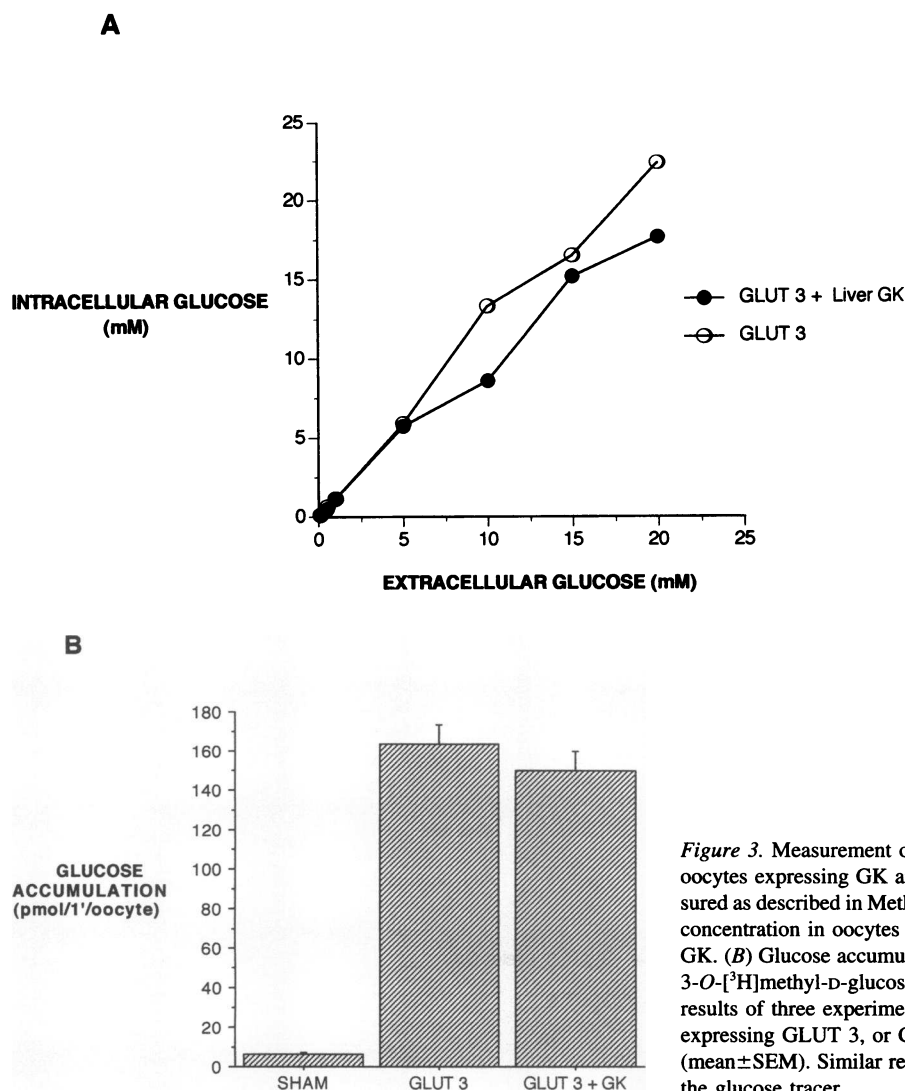 A
25
20
15
10
5
0
INTRACELLULAR GLUCOSE
(mM)
GLUT 3 + Liver GK
GLUT 3
0 5 10 15 20 25
EXTRACELLULAR GLUCOSE (mM)
B
180
160
140
120
100
80
60
40
20
0
GLUCOSE
ACCUMULATION
(pmol/1'/oocyte)
SHAM GLUT 3 GLUT 3 + GK
Figure 3. Measurement o
oocytes expressing GK a
sured as described in Meth
concentration in oocytes
GK. (B) Glucose accumu
3-O-[³H]methyl-D-glucos
results of three experime
expressing GLUT 3, or G
(mean±SEM). Similar re
the glucose tracer